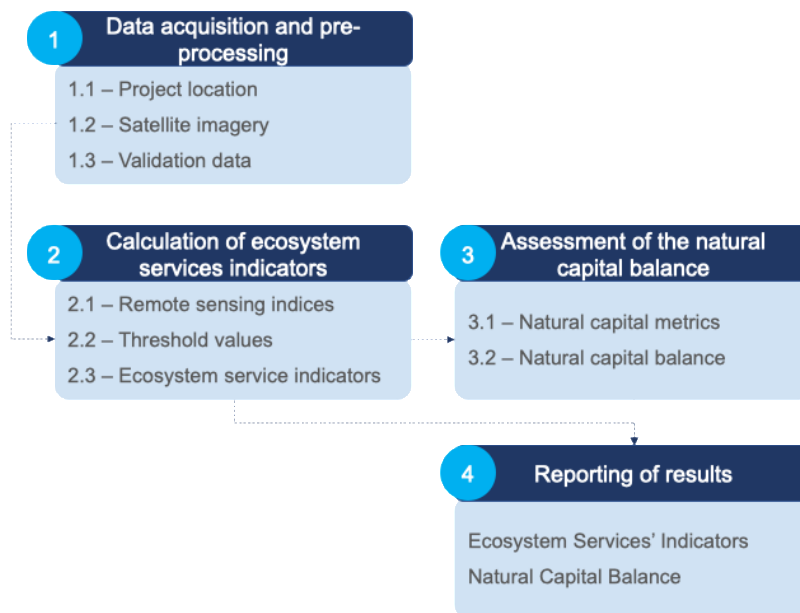 1
Data acquisition and pre-
processing
1.1 – Project location
1.2 – Satellite imagery
1.3 – Validation data
2
Calculation of ecosystem
services indicators
2.1 – Remote sensing indices
2.2 – Threshold values
2.3 – Ecosystem service indicators
3
Assessment of the natural
capital balance
3.1 – Natural capital metrics
3.2 – Natural capital balance
4
Reporting of results
Ecosystem Services’ Indicators
Natural Capital Balance